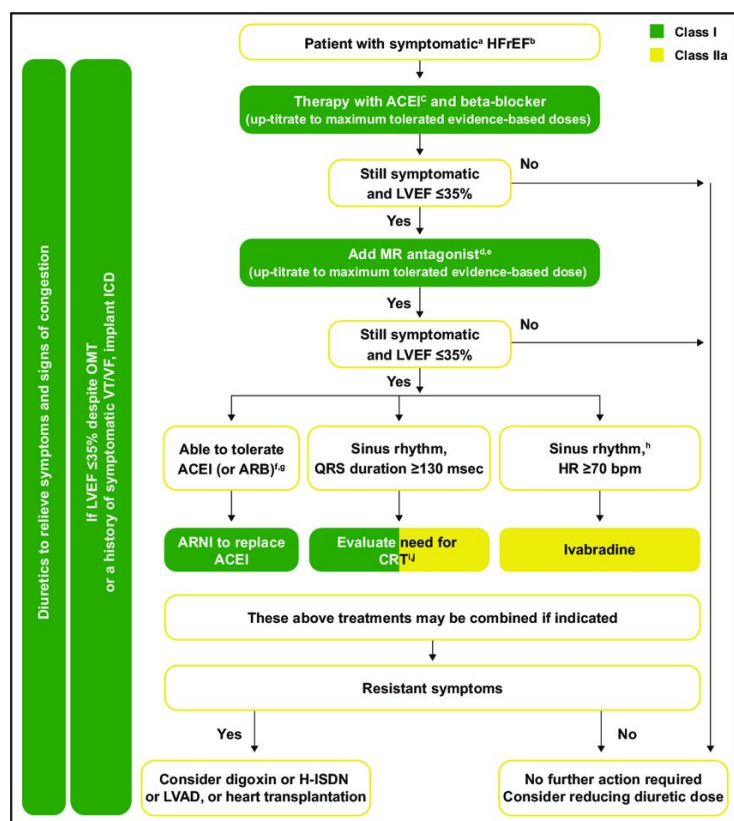 Class I
Class IIa
Patient with symptomaticᵃ HFrEFᵇ
Therapy with ACEIᶜ and beta-blocker
(up-titrate to maximum tolerated evidence-based doses)
No
Still symptomatic
and LVEF ≤35%
Yes
Add MR antagonistᵈ,ᵉ
(up-titrate to maximum tolerated evidence-based dose)
Yes
No
Still symptomatic
and LVEF ≤35%
Yes
Able to tolerate
ACEI (or ARB)ᶠ,ᵍ
Sinus rhythm,
QRS duration ≥130 msec
Sinus rhythm,ʰ
HR ≥70 bpm
ARNI to replace
ACEI
Evaluate need for
CRTⁱ,ʲ
Ivabradine
These above treatments may be combined if indicated
Resistant symptoms
Yes
No
Consider digoxin or H-ISDN
or LVAD, or heart transplantation
No further action required
Consider reducing diuretic dose
Diuretics to relieve symptoms and signs of congestion
If LVEF ≤35% despite OMT
or a history of symptomatic VT/VF, implant ICD